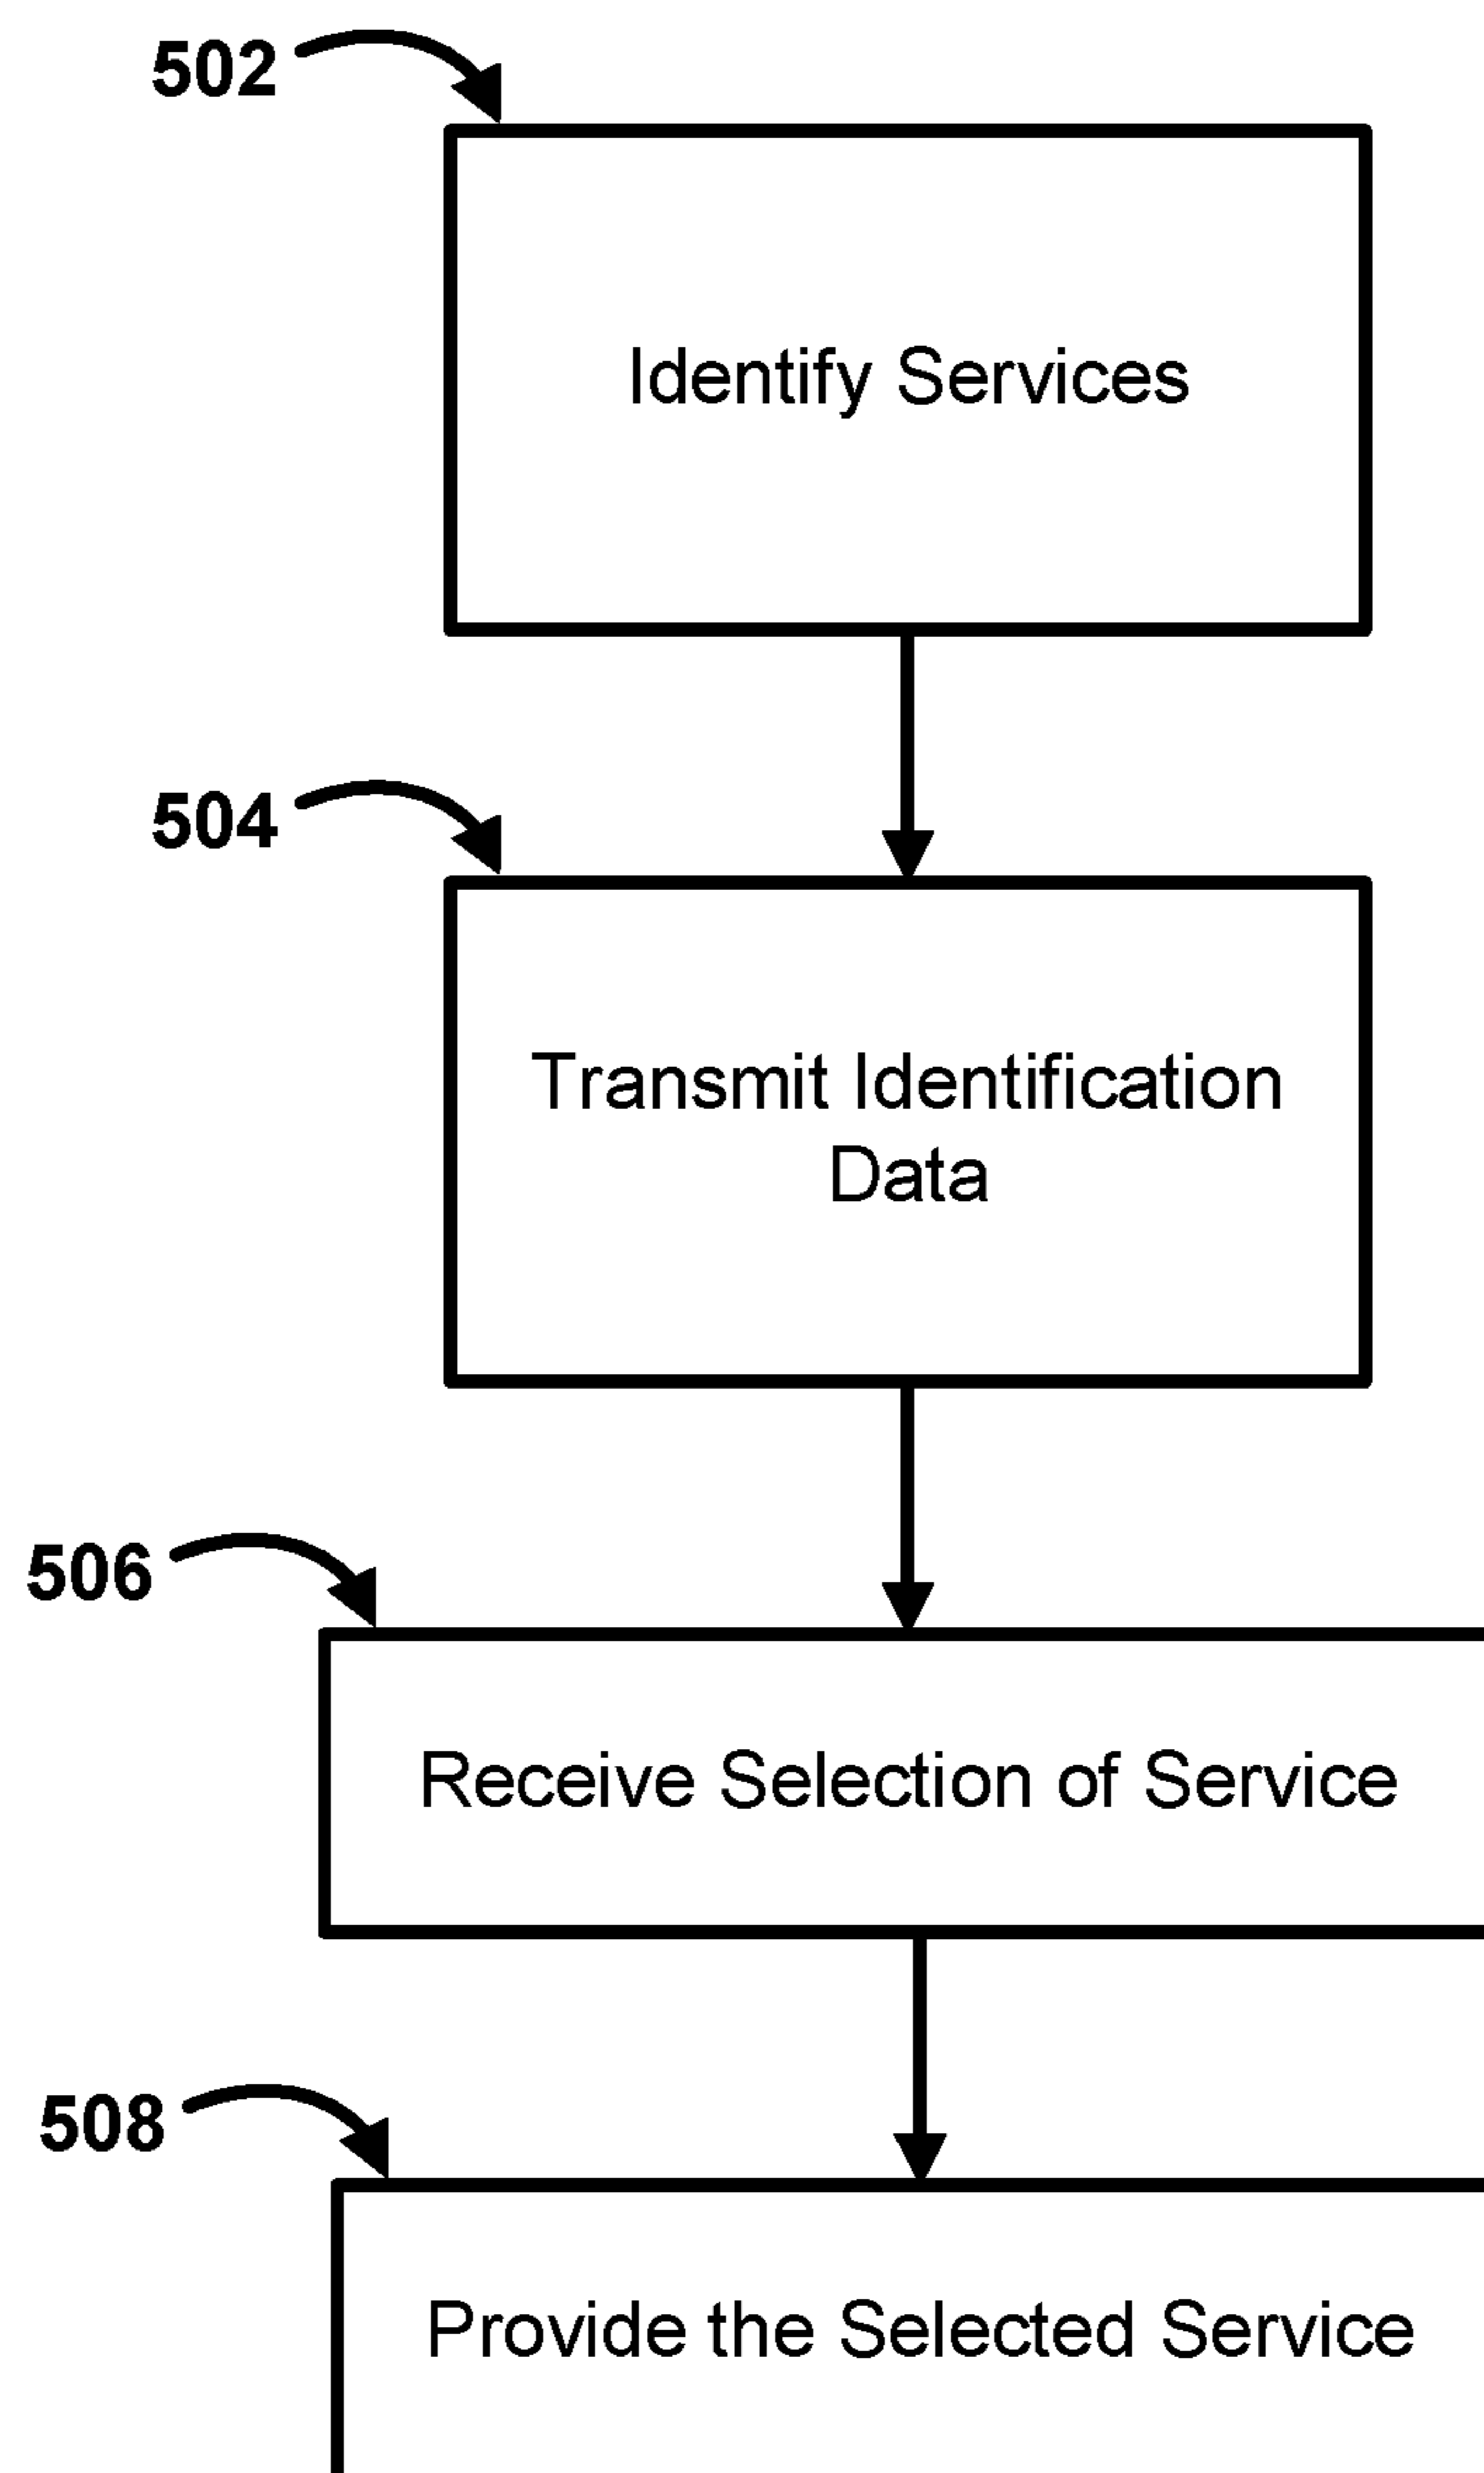 502
Identify Services
504
Transmit Identification
Data
506
Receive Selection of Service
508
Provide the Selected Service